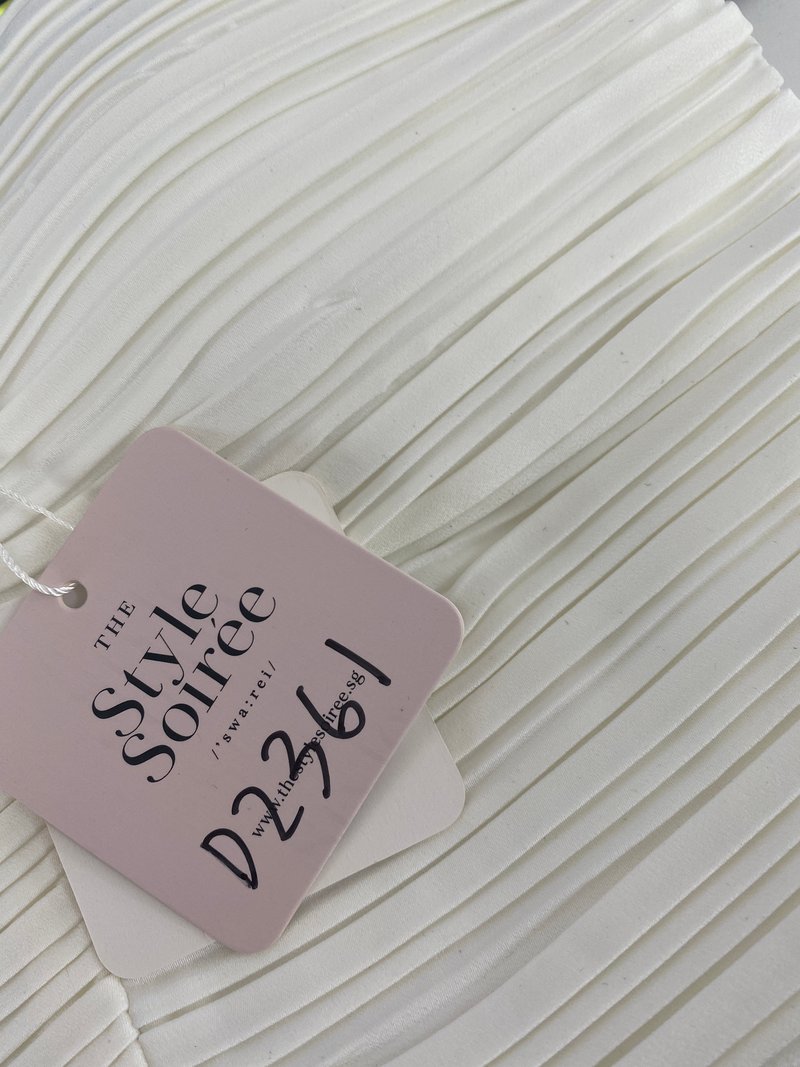 THE
Style
Soirée
/'swa:rei/
www.thestylesoiree.sg
D2361